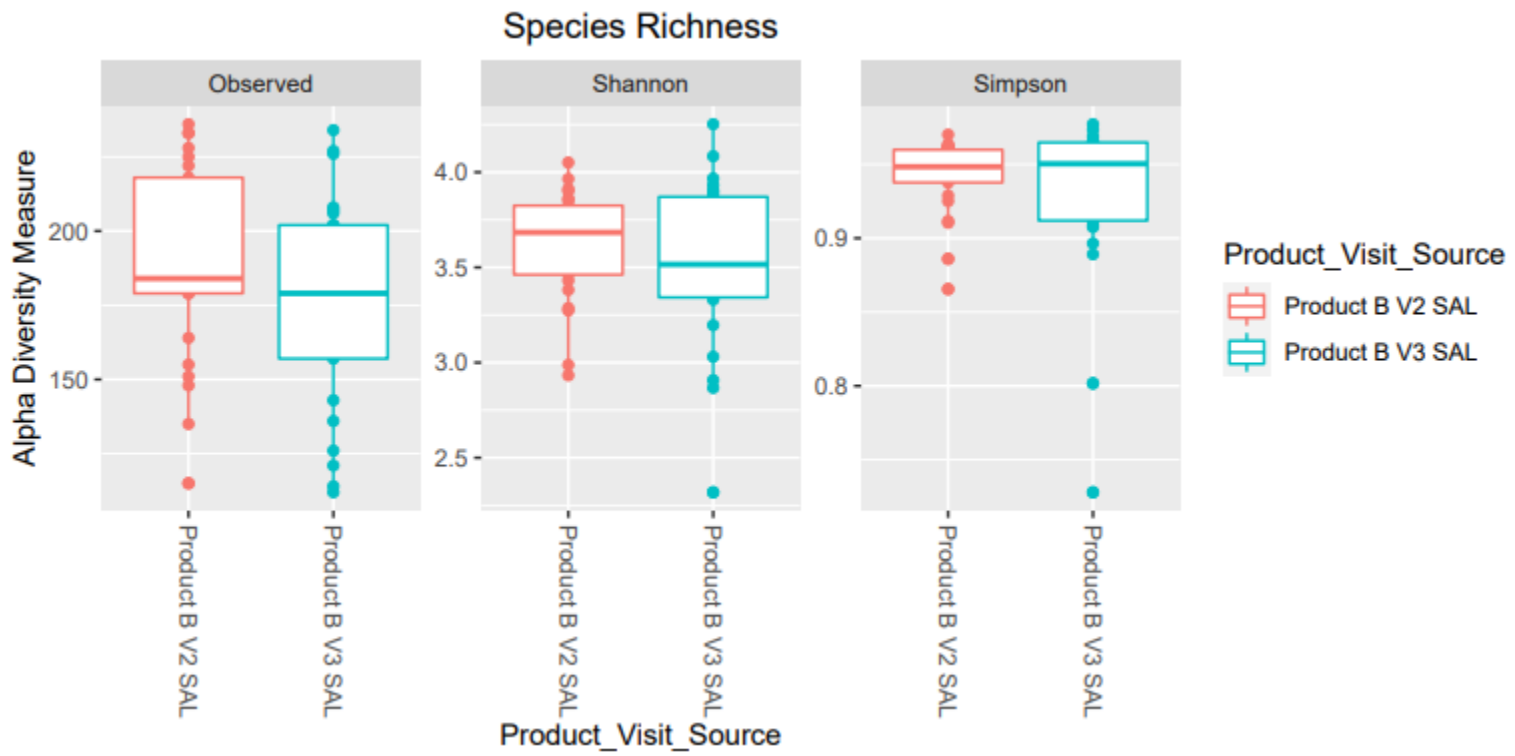 Species Richness
Observed
Shannon
Simpson
Alpha Diversity Measure
200
150
4.0
3.5
3.0
2.5
0.9
0.8
Product B V2 SAL
Product B V3 SAL
Product B V2 SAL
Product B V3 SAL
Product B V2 SAL
Product B V3 SAL
Product_Visit_Source
Product_Visit_Source
Product B V2 SAL
Product B V3 SAL